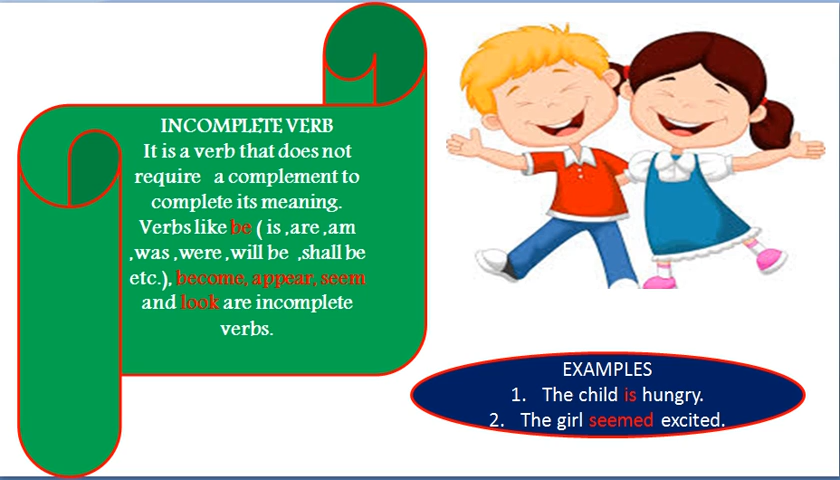 INCOMPLETE VERB
It is a verb that does not
require a complement to
complete its meaning.
Verbs like be ( is ,are ,am
,was ,were ,will be ,shall be
etc.), become, appear, seem
and look are incomplete
verbs.
EXAMPLES
1. The child is hungry.
2. The girl seemed excited.